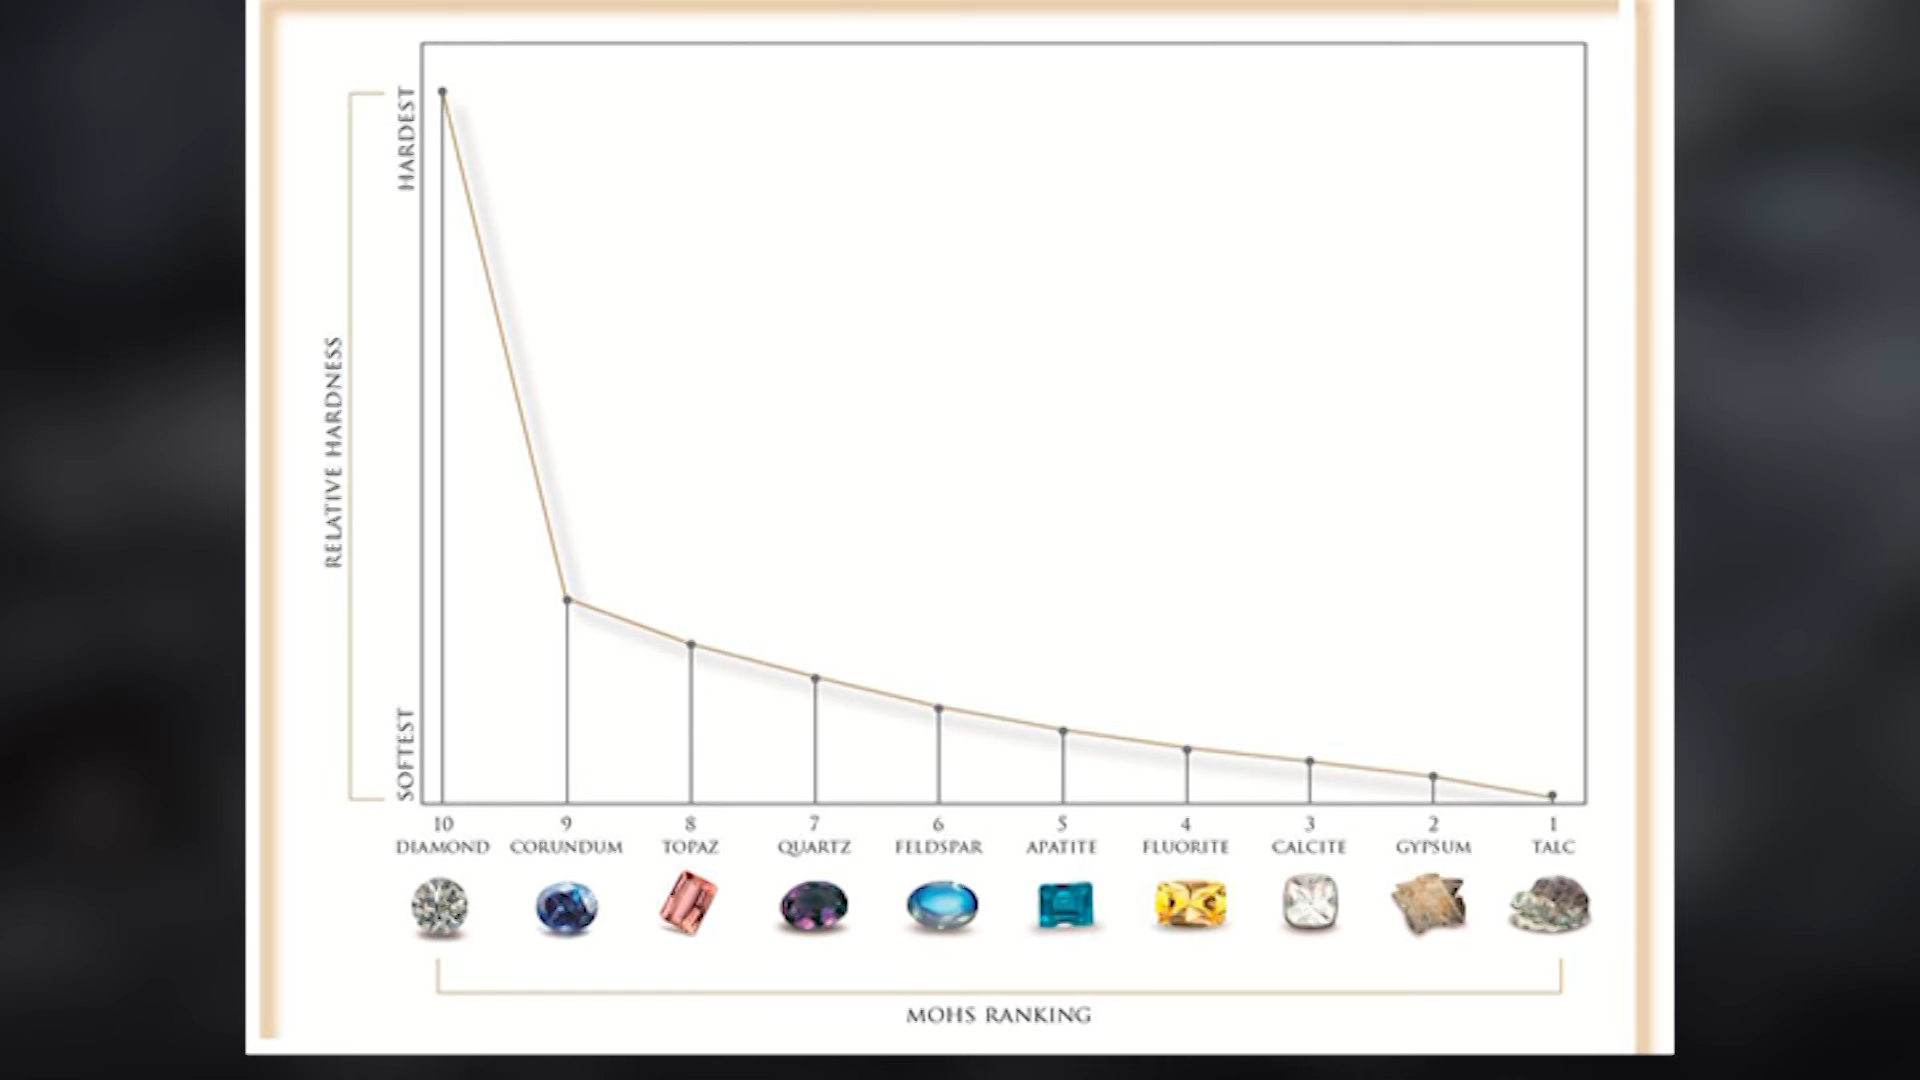 HARDEST
RELATIVE HARDNESS
SOFTEST
10 9 8 7 6 5 4 3 2 1
DIAMOND CORUNDUM TOPAZ QUARTZ FELDSPAR APATITE FLUORITE CALCITE GYPSUM TALC
MOHS RANKING